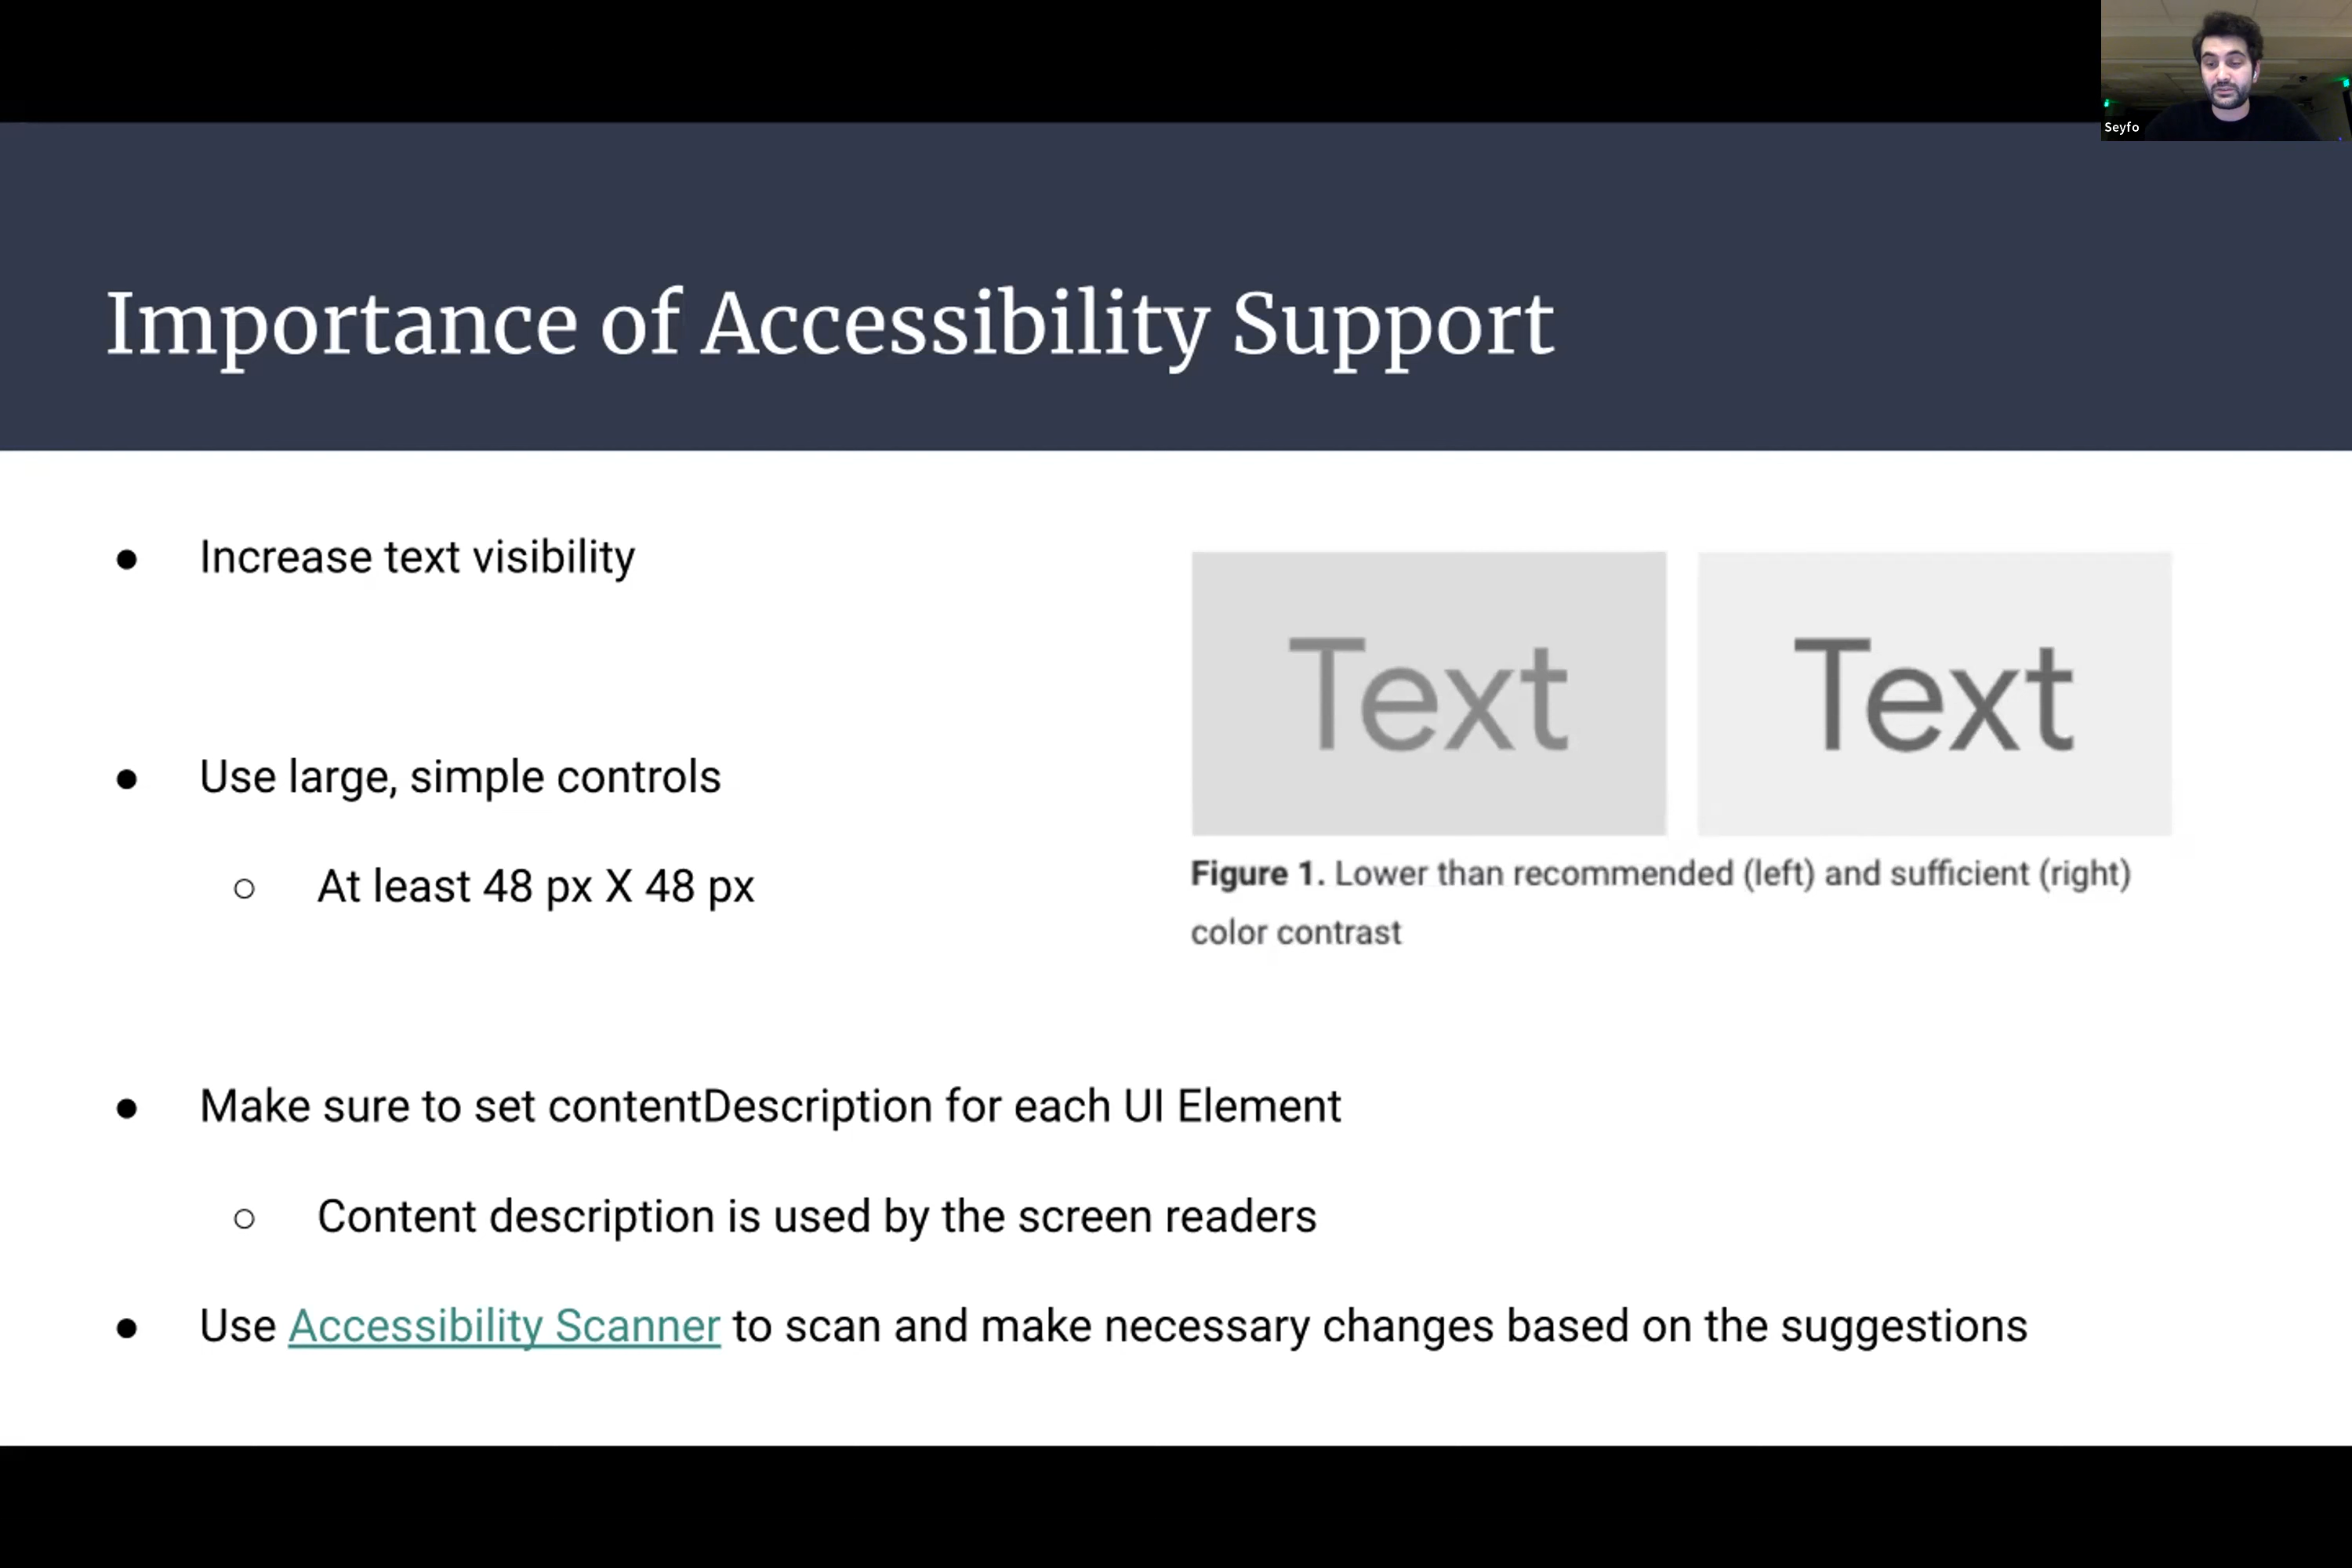 Seyfo
Importance of Accessibility Support
● Increase text visibility
● Use large, simple controls
○ At least 48 px X 48 px
Text
Text
Figure 1. Lower than recommended (left) and sufficient (right)
color contrast
● Make sure to set contentDescription for each UI Element
○ Content description is used by the screen readers
● Use Accessibility Scanner to scan and make necessary changes based on the suggestions